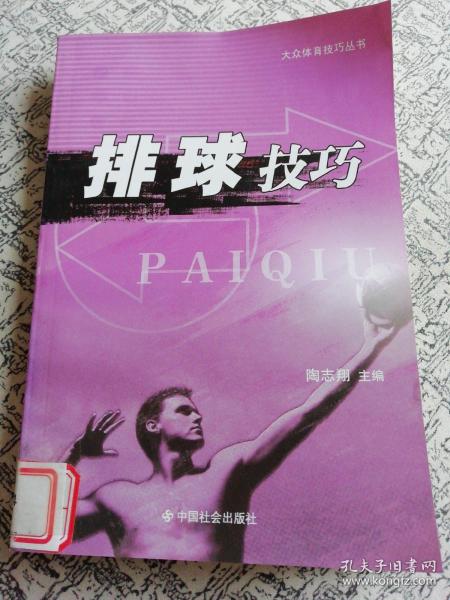 大众体育技巧丛书
排球技巧
PAIQIU
陶志翔 主编
中国社会出版社
孔夫子旧书网
www.kongfz.com